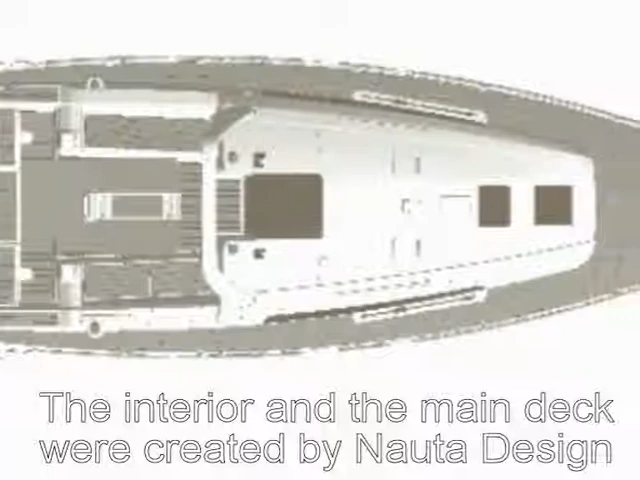 The interior and the main deck
were created by Nauta Design